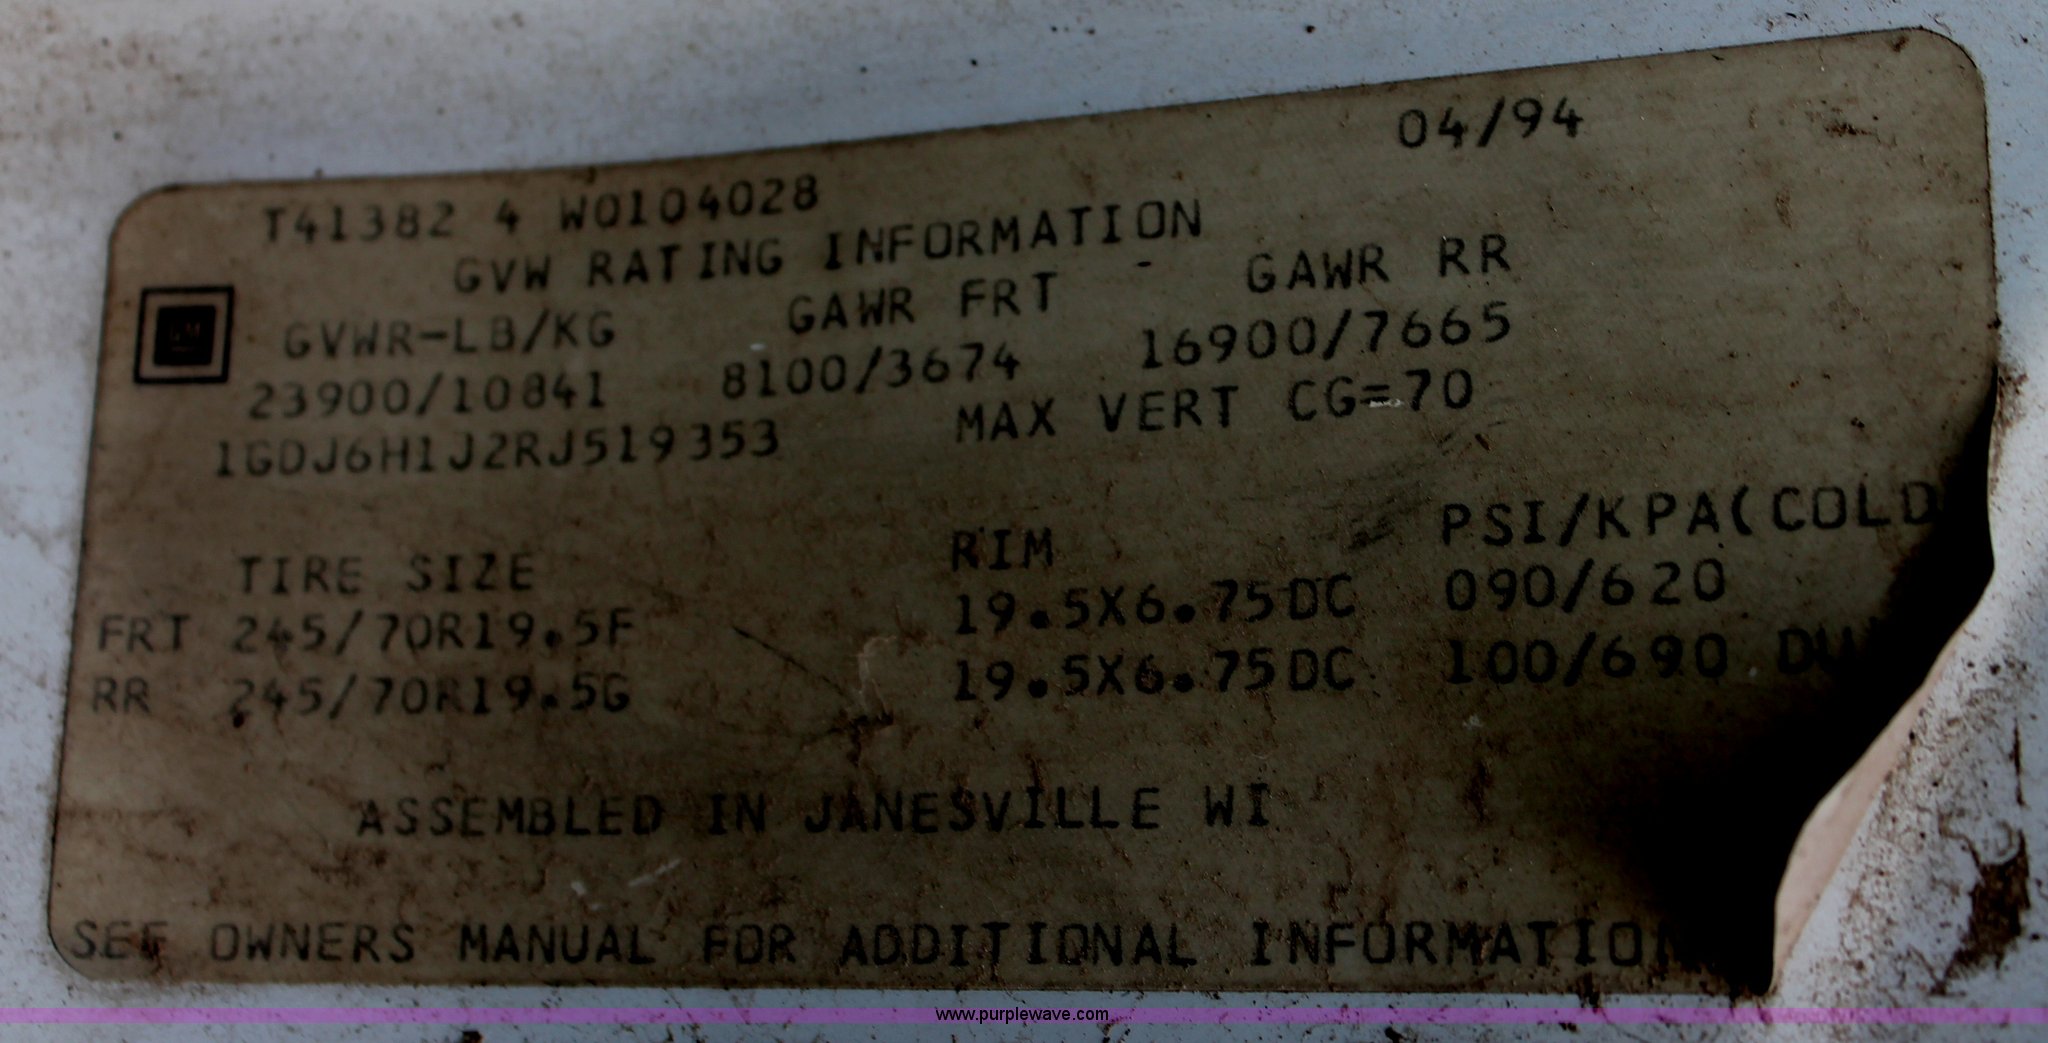 04/94
T41382 4 W0104028
GVW RATING INFORMATION
GM
GVWR-LB/KG GAWR FRT GAWR RR
23900/10841 8100/3674 16900/7665
1GDJ6H1J2RJ519353 MAX VERT CG=70
TIRE SIZE RIM PSI/KPA(COLD
FRT 245/70R19.5F 19.5X6.75DC 090/620
RR 245/70R19.5G 19.5X6.75DC 100/690
ASSEMBLED IN JANESVILLE WI
SEE OWNERS MANUAL FOR ADDITIONAL INFORMATION
www.purplewave.com